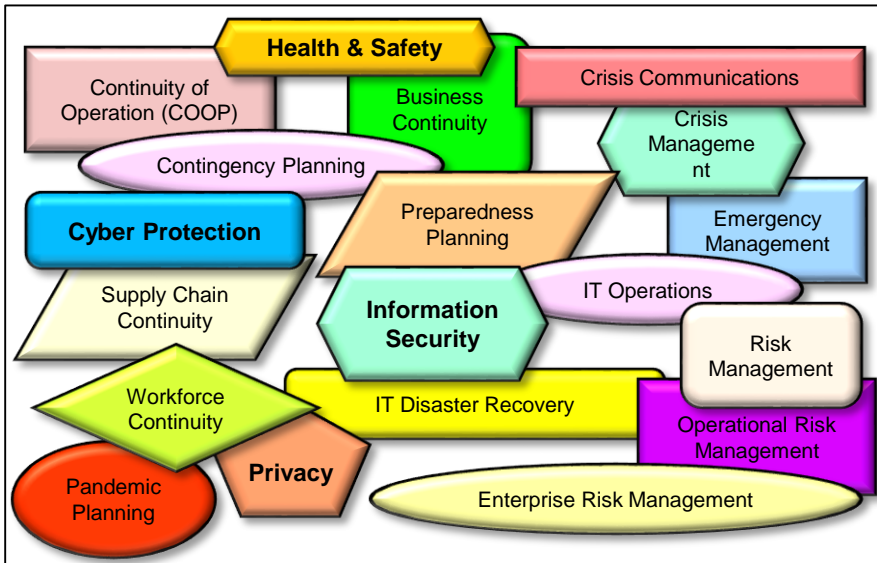 Health & Safety
Continuity of
Operation (COOP)
Business
Continuity
Crisis Communications
Crisis
Manageme
nt
Contingency Planning
Preparedness
Planning
Cyber Protection
Emergency
Management
Supply Chain
Continuity
IT Operations
Information
Security
Risk
Management
Workforce
Continuity
IT Disaster Recovery
Operational Risk
Management
Privacy
Pandemic
Planning
Enterprise Risk Management